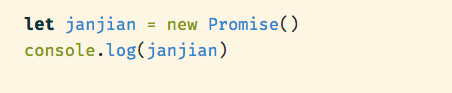 let janjian = new Promise()
console.log(janjian)